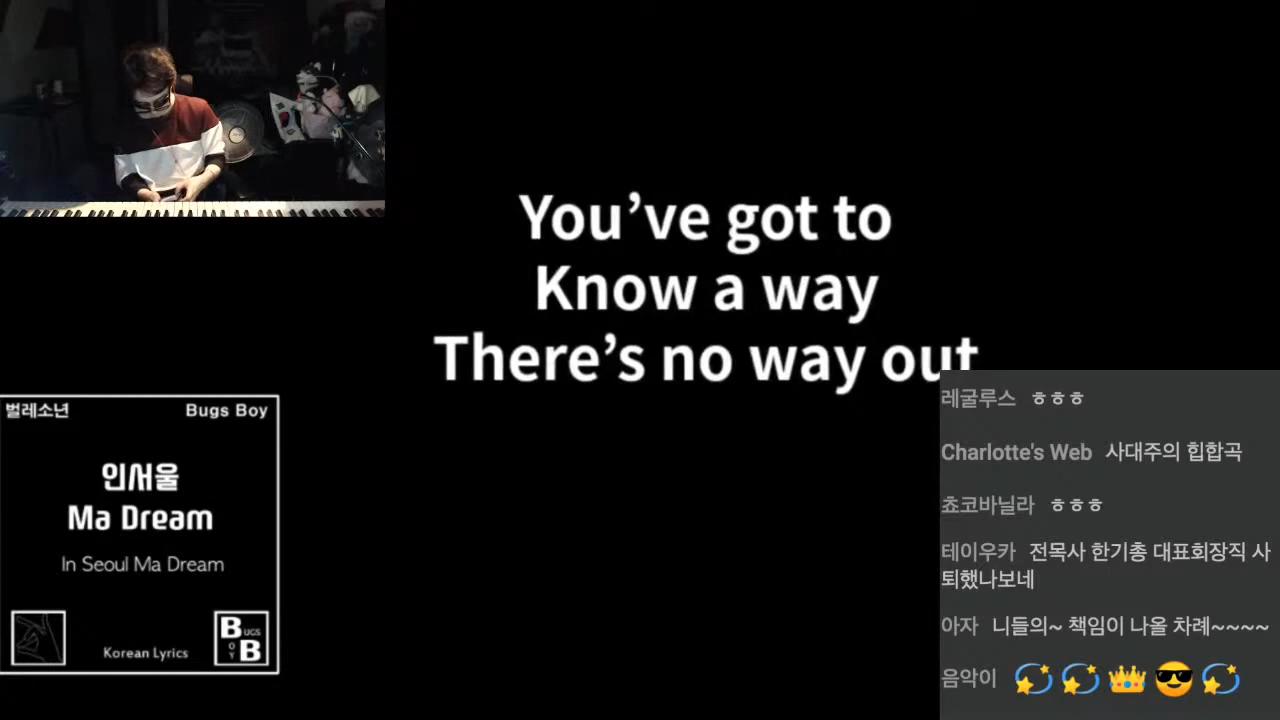 You’ve got to
Know a way
There’s no way out
벌레소년
Bugs Boy
인서울
Ma Dream
In Seoul Ma Dream
Korean Lyrics
BUGS
BOY
레굴루스 ㅎㅎㅎ
Charlotte's Web 사대주의 힙합곡
쵸코바닐라 ㅎㅎㅎ
테이우카 전목사 한기총 대표회장직 사
퇴했나보네
아자 니들의~ 책임이 나올 차례~~~~
음악이 💫💫👑😎💫